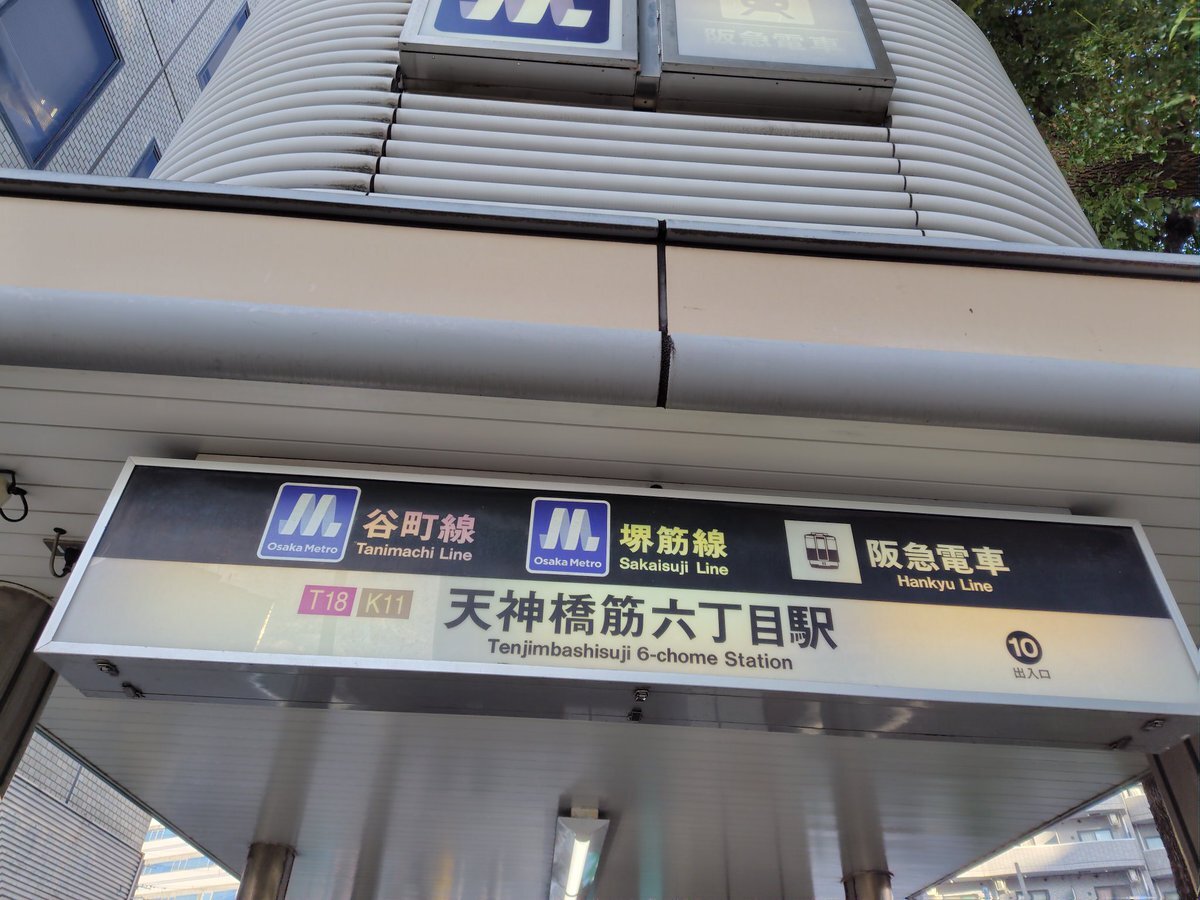 阪急電車
谷町線
Tanimachi Line
Osaka Metro
堺筋線
Sakaisuji Line
Osaka Metro
阪急電車
Hankyu Line
T18 K11
天神橋筋六丁目駅
Tenjimbashisuji 6-chome Station
10
出入口